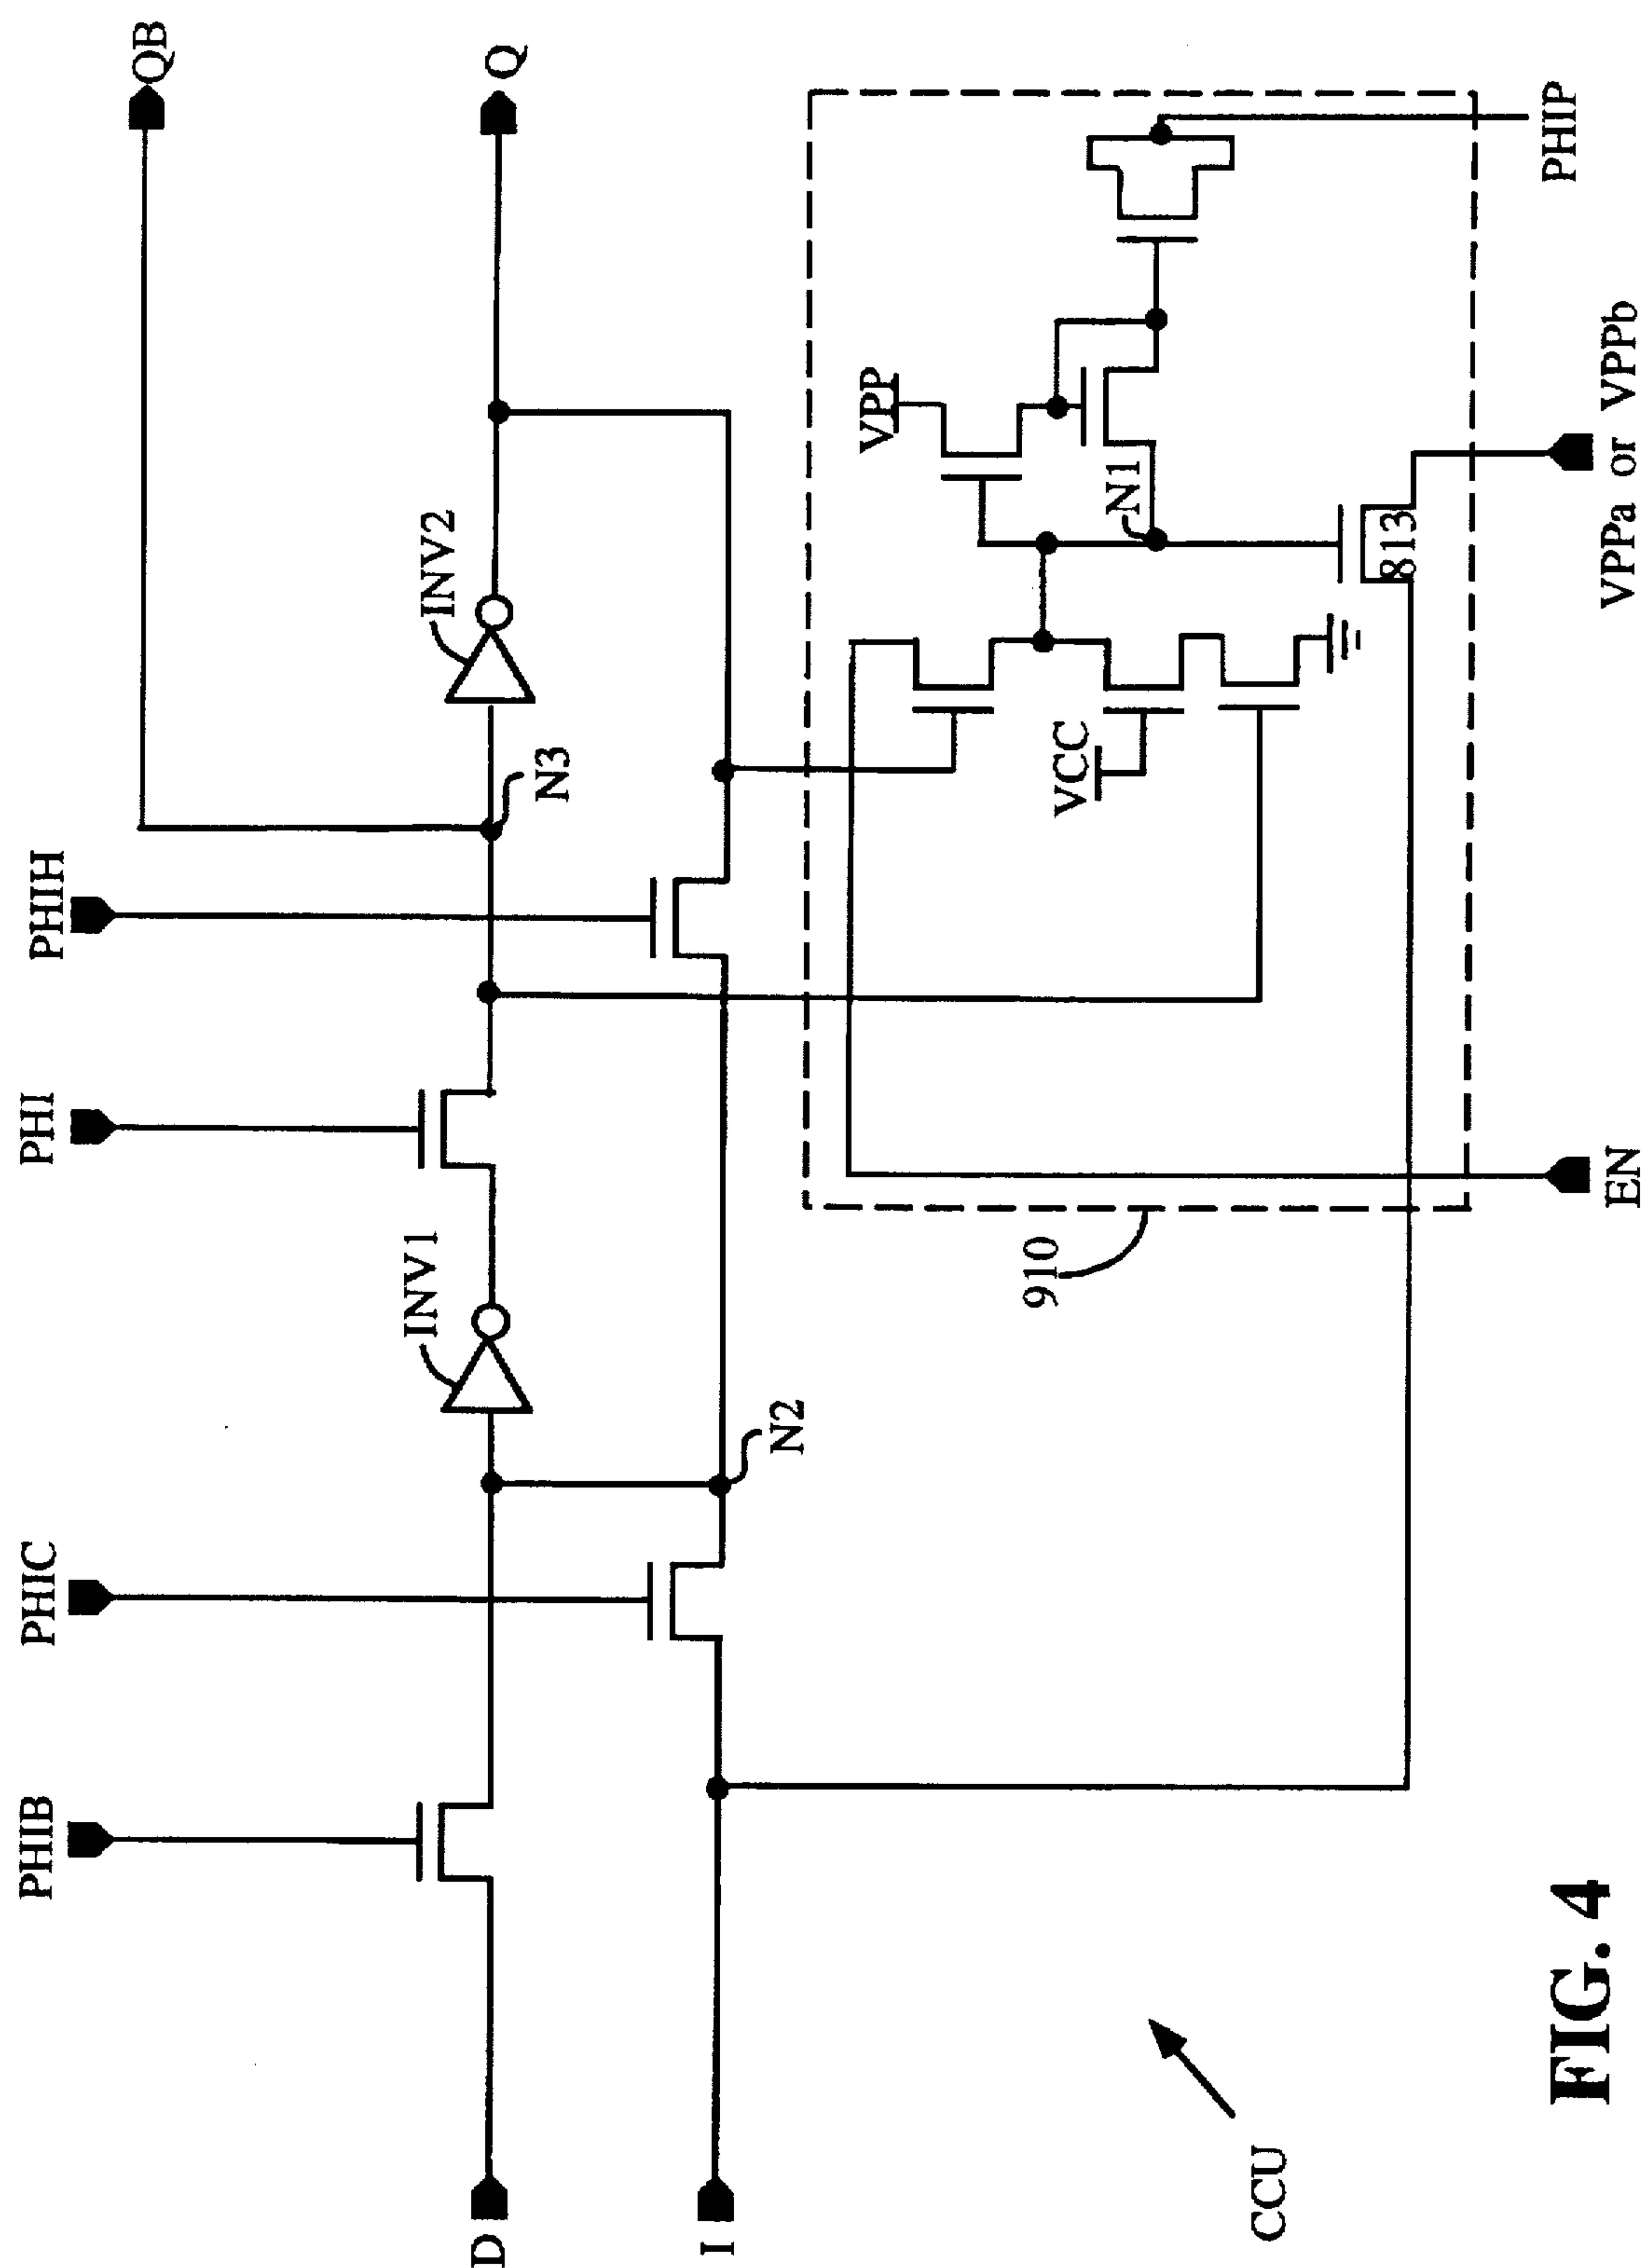 PHIB
PHIC
PHI
PHIH
QB
D
INV1
INV2
Q
I
N2
N3
VPP
VCC
N1
813
910
PHIP
EN
VPPa or VPPb
CCU
FIG. 4